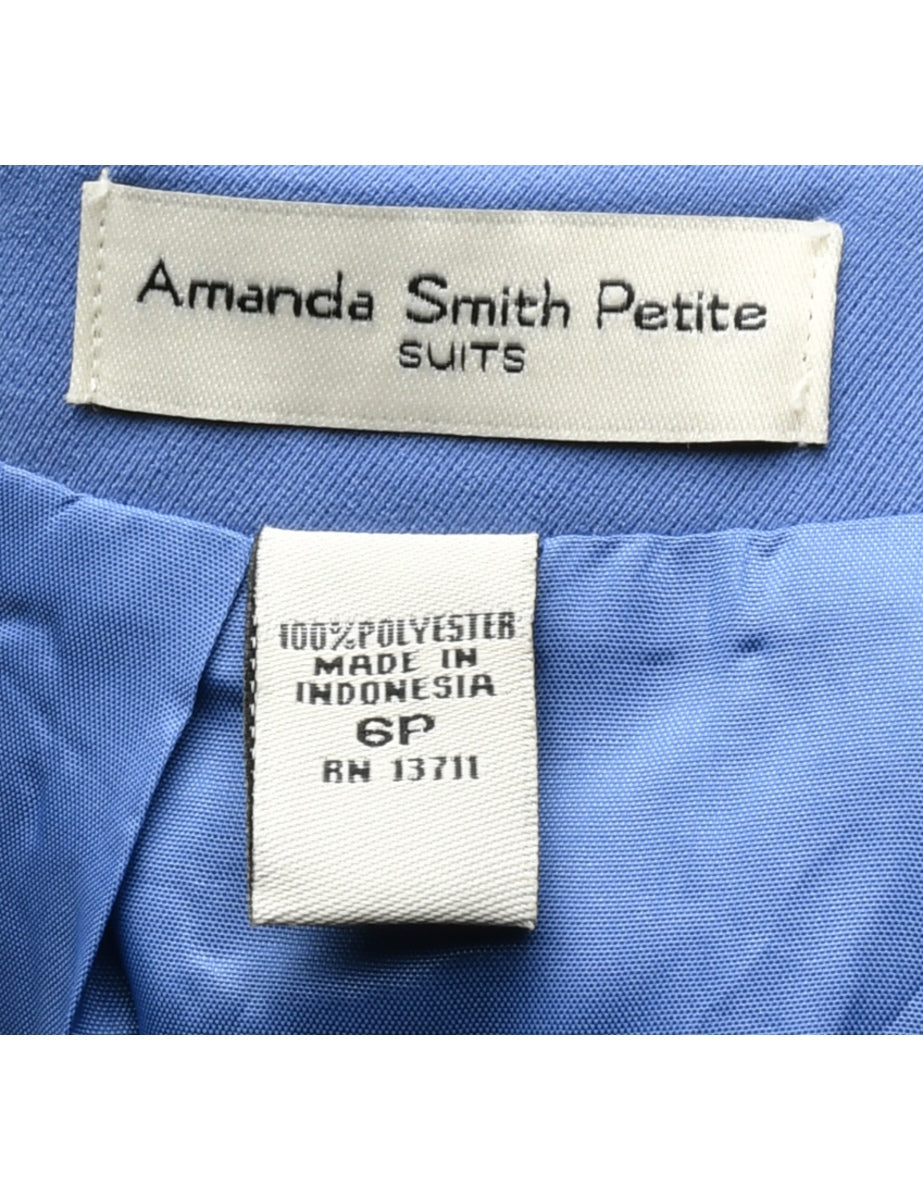 Amanda Smith Petite
SUITS
100% POLYESTER
MADE IN
INDONESIA
6P
RN 13711